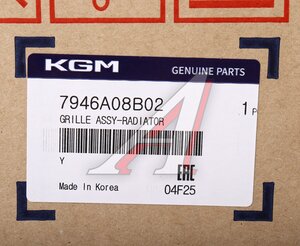 KGM GENUINE PARTS
7946A08B02 1 P
GRILLE ASSY-RADIATOR
Y
EAC
Made In Korea 04F25